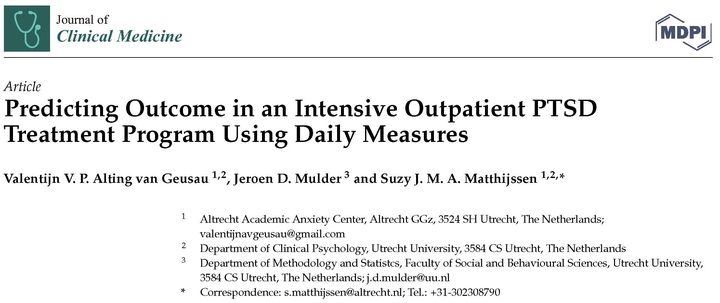 Journal of
Clinical Medicine
MDPI
Article
Predicting Outcome in an Intensive Outpatient PTSD
Treatment Program Using Daily Measures
Valentijn V. P. Alting van Geusau 1,2, Jeroen D. Mulder 3 and Suzy J. M. A. Matthijssen 1,2,*
1 Altrecht Academic Anxiety Center, Altrecht GGz, 3524 SH Utrecht, The Netherlands;
valentijnavgeusau@gmail.com
2 Department of Clinical Psychology, Utrecht University, 3584 CS Utrecht, The Netherlands
3 Department of Methodology and Statistcs, Faculty of Social and Behavioural Sciences, Utrecht University,
3584 CS Utrecht, The Netherlands; j.d.mulder@uu.nl
* Correspondence: s.matthijssen@altrecht.nl; Tel.: +31-302308790